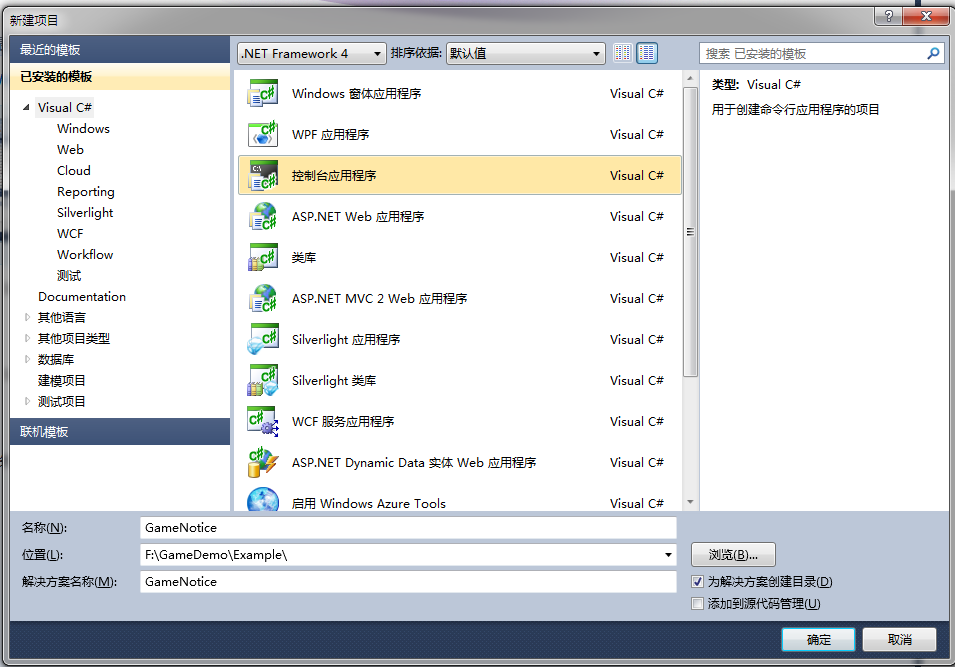 新建项目
最近的模板
已安装的模板
Visual C#
Windows
Web
Cloud
Reporting
Silverlight
WCF
Workflow
测试
Documentation
其他语言
其他项目类型
数据库
建模项目
测试项目
联机模板
.NET Framework 4 排序依据: 默认值
Windows 窗体应用程序 Visual C#
WPF 应用程序 Visual C#
控制台应用程序 Visual C#
ASP.NET Web 应用程序 Visual C#
类库 Visual C#
ASP.NET MVC 2 Web 应用程序 Visual C#
Silverlight 应用程序 Visual C#
Silverlight 类库 Visual C#
WCF 服务应用程序 Visual C#
ASP.NET Dynamic Data 实体 Web 应用程序 Visual C#
启用 Windows Azure Tools Visual C#
搜索 已安装的模板
类型: Visual C#
用于创建命令行应用程序的项目
名称(N): GameNotice
位置(L): F:\GameDemo\Example\ 浏览(B)...
解决方案名称(M): GameNotice 为解决方案创建目录(D)
添加到源代码管理(U)
确定 取消